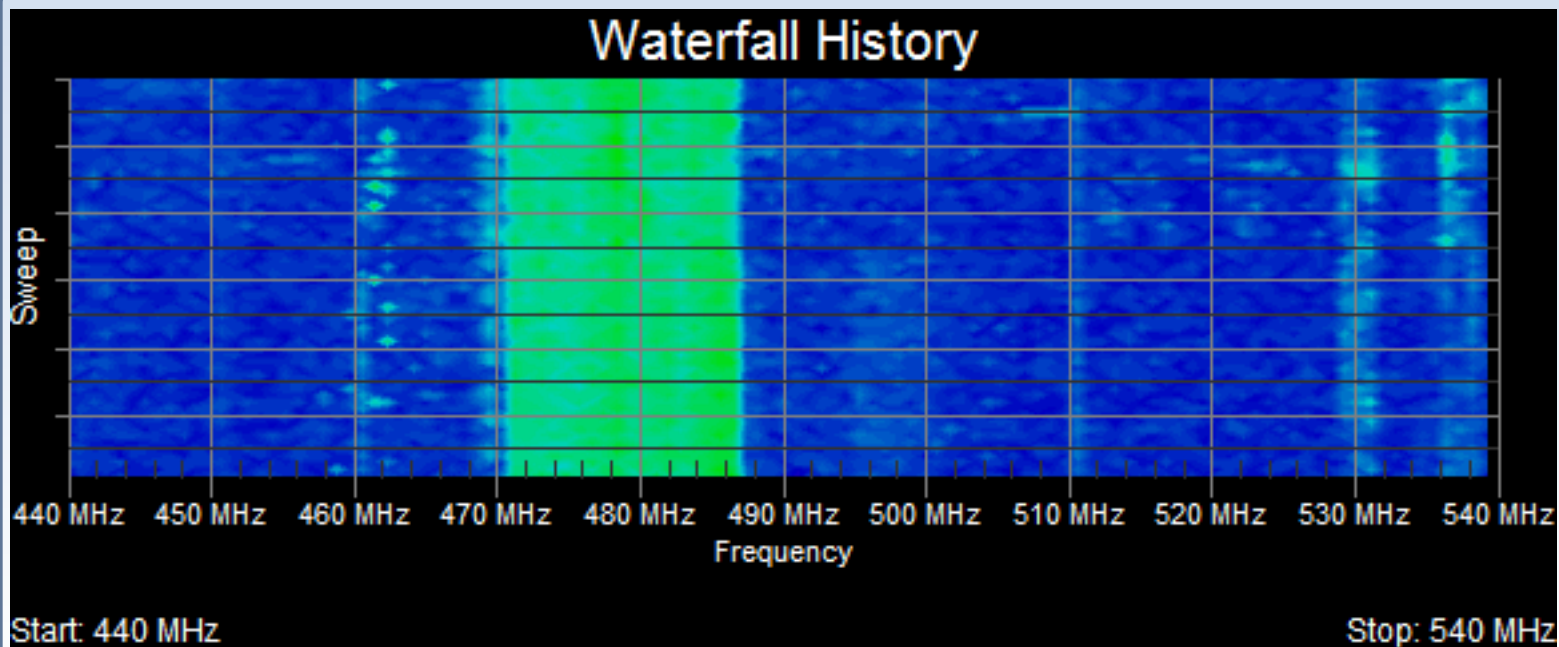 Waterfall History
Sweep
440 MHz 450 MHz 460 MHz 470 MHz 480 MHz 490 MHz 500 MHz 510 MHz 520 MHz 530 MHz 540 MHz
Frequency
Start: 440 MHz Stop: 540 MHz